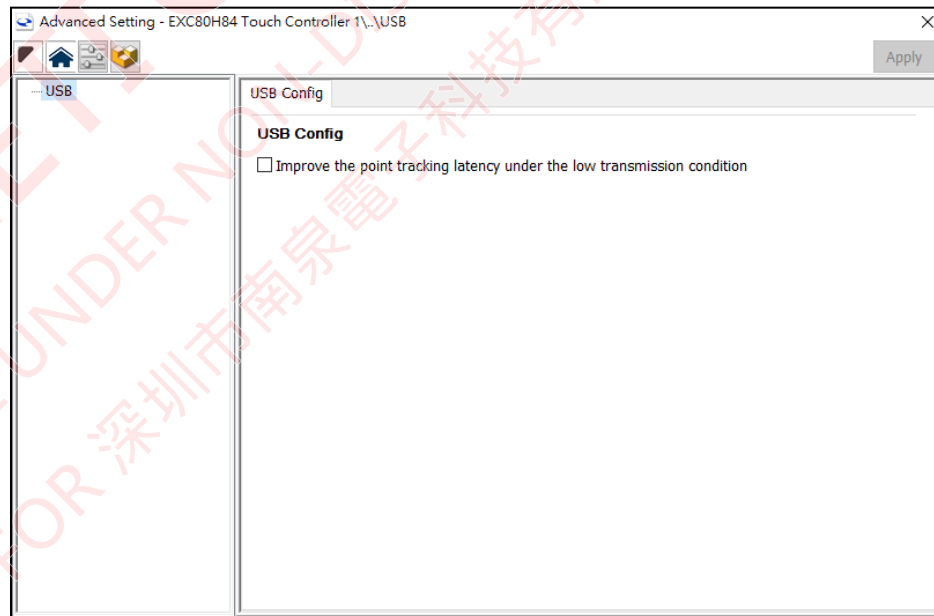 Advanced Setting - EXC80H84 Touch Controller 1\..\USB
Apply
USB
USB Config
USB Config
Improve the point tracking latency under the low transmission condition
UNDER NON-DIS
FOR 深圳市南泉電子科技有